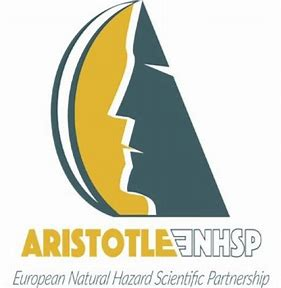 ARISTOTLE ENHSP
European Natural Hazard Scientific Partnership